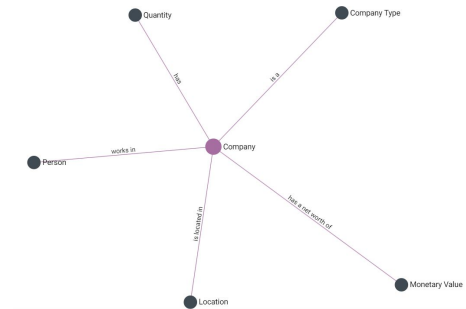 Quantity
Company Type
has
is a
Company
works in
Person
is located in
has a net worth of
Monetary Value
Location